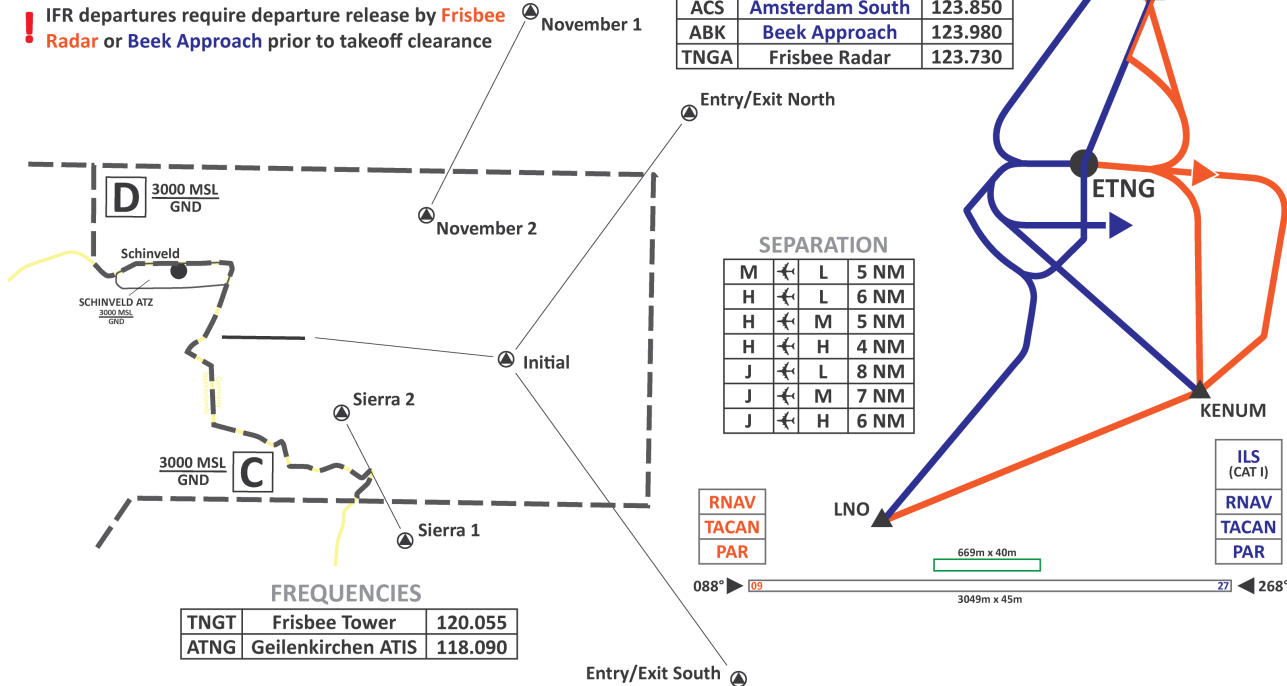 ! IFR departures require departure release by Frisbee
Radar or Beek Approach prior to takeoff clearance
November 1
ACS Amsterdam South 123.850
ABK Beek Approach 123.980
TNGA Frisbee Radar 123.730
Entry/Exit North
D 3000 MSL
GND
November 2
Schinveld
SCHINVELD ATZ
3000 MSL
GND
Initial
Sierra 2
3000 MSL
GND
C
Sierra 1
Entry/Exit South
FREQUENCIES
TNGT Frisbee Tower 120.055
ATNG Geilenkirchen ATIS 118.090
ETNG
SEPARATION
M L 5 NM
H L 6 NM
H M 5 NM
H H 4 NM
J L 8 NM
J M 7 NM
J H 6 NM
KENUM
LNO
RNAV
TACAN
PAR
ILS
(CAT I)
RNAV
TACAN
PAR
669m x 40m
088° 09 27 268°
3049m x 45m